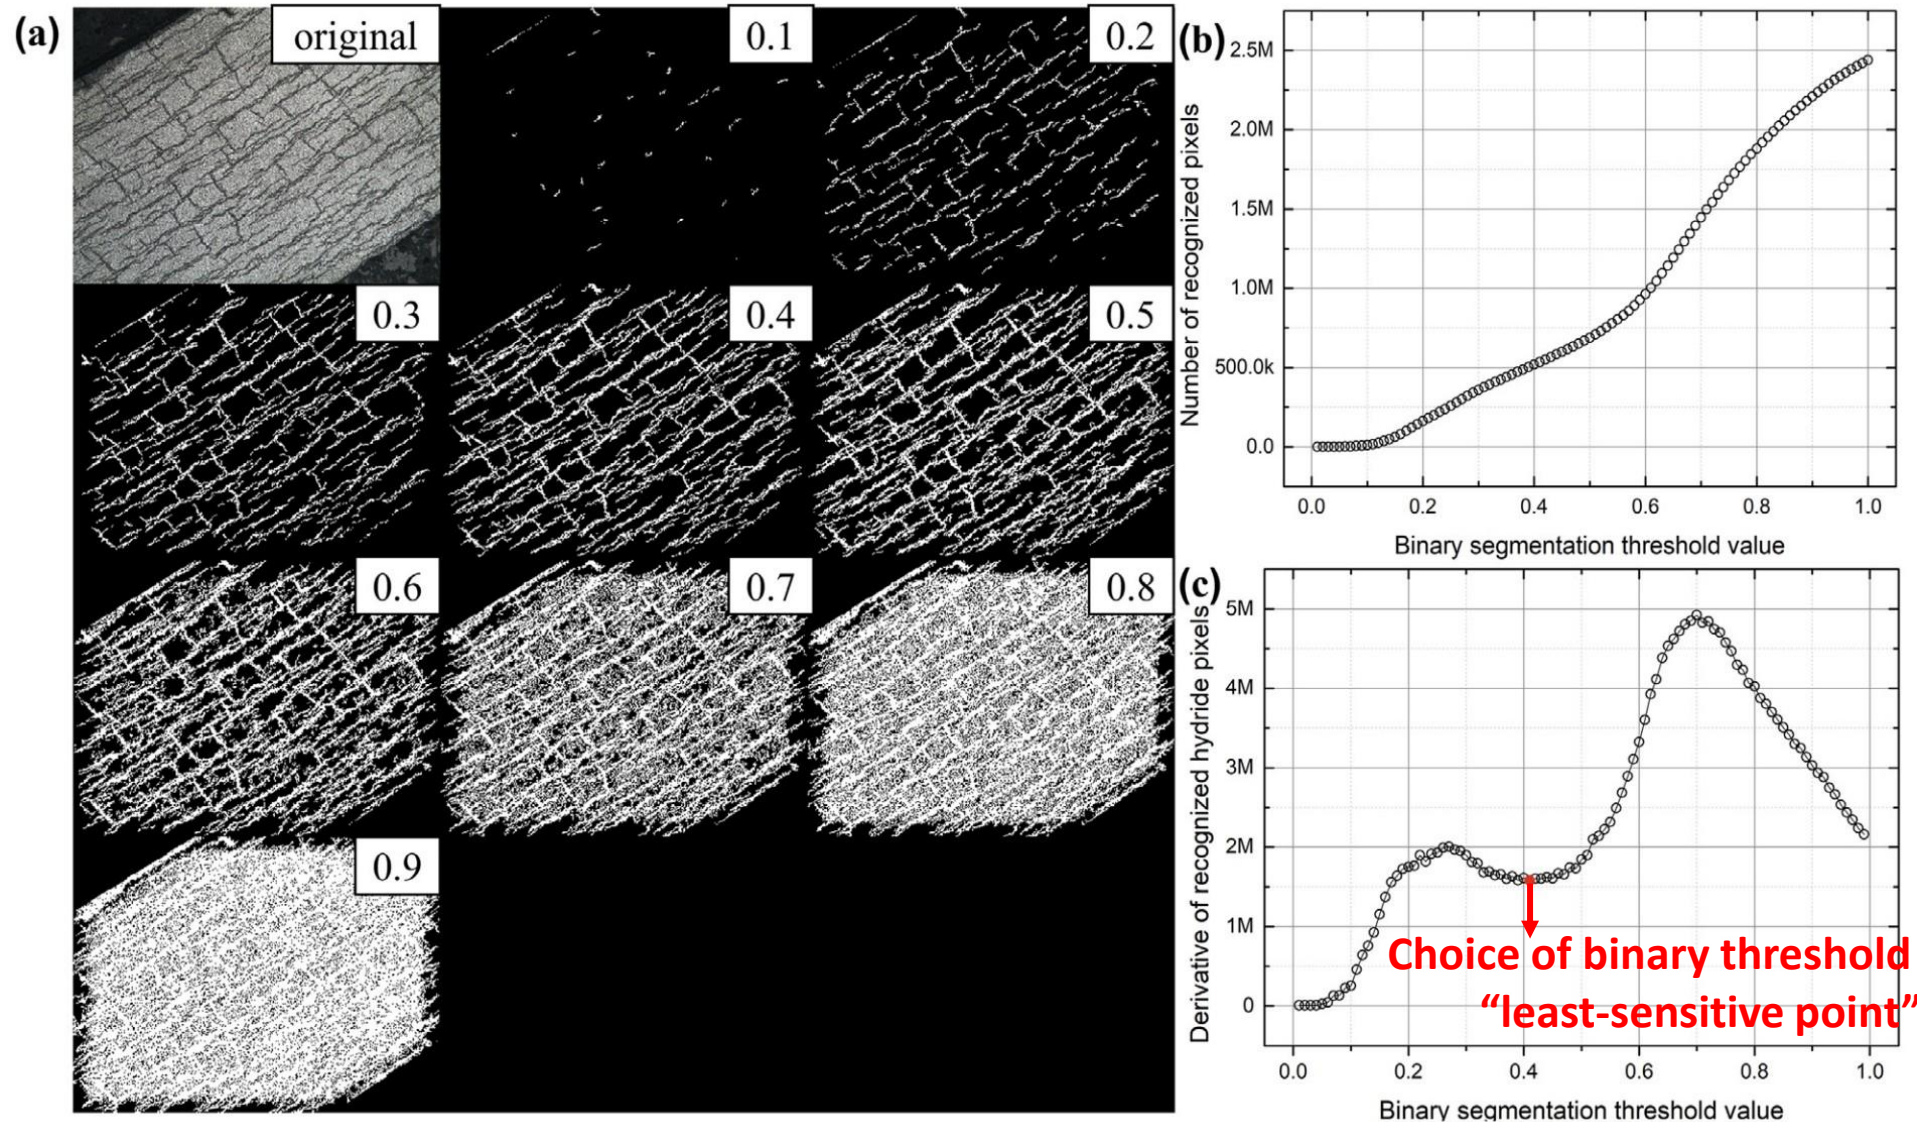 (a)
original
0.1
0.2
0.3
0.4
0.5
0.6
0.7
0.8
0.9
(b)
Number of recognized pixels
2.5M
2.0M
1.5M
1.0M
500.0k
0.0
0.0 0.2 0.4 0.6 0.8 1.0
Binary segmentation threshold value
(c)
Derivative of recognized hydride pixels
5M
4M
3M
2M
1M
0
Choice of binary threshold
“least-sensitive point”
0.0 0.2 0.4 0.6 0.8 1.0
Binary segmentation threshold value